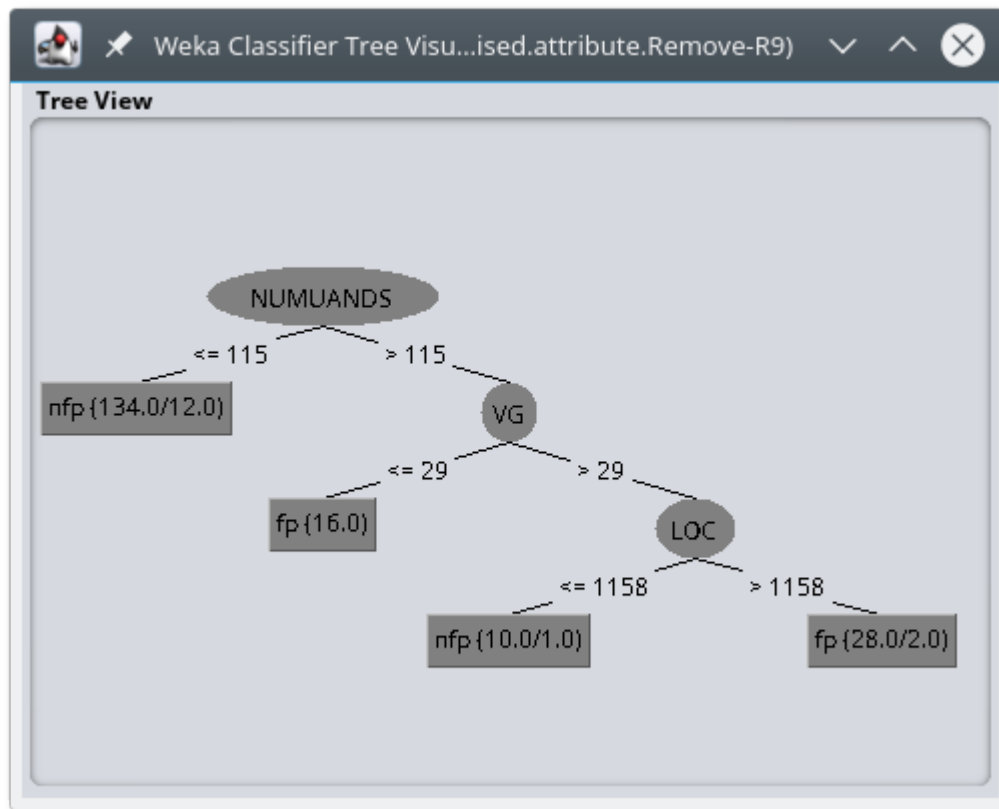 Weka Classifier Tree Visu...ised.attribute.Remove-R9)
Tree View
NUMUANDS
<= 115
> 115
nfp (134.0/12.0)
VG
<= 29
> 29
fp (16.0)
LOC
<= 1158
> 1158
nfp (10.0/1.0)
fp (28.0/2.0)